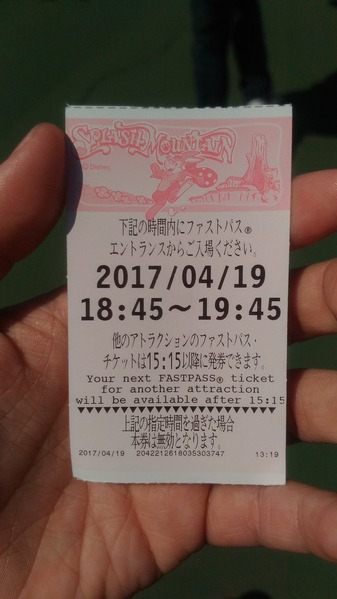 SPLASH MOUNTAIN
© Disney
下記の時間内にファストパス®
エントランスからご入場ください。
2017/04/19
18:45～19:45
他のアトラクションのファストパス・
チケットは15:15以降に発券できます。
Your next FASTPASS® ticket
for another attraction
will be available after 15:15
上記の指定時間を過ぎた場合
本券は無効となります。
2017/04/19 2042212618035303747 13:19